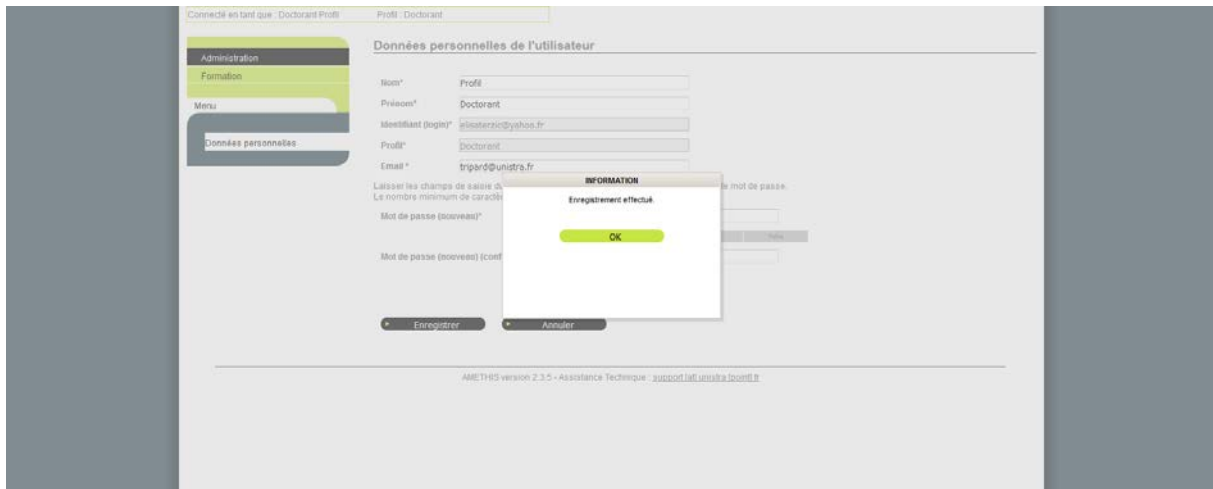 Connecté en tant que : Doctorant Profil Profil : Doctorant
Données personnelles de l'utilisateur
Administration
Formation
Menu
Données personnelles
Nom* Profil
Prénom* Doctorant
Identifiant (login)* elisaterzic@yahoo.fr
Profil* Doctorant
Email * tripard@unistra.fr
Laisser les champs de saisie du le mot de passe.
Le nombre minimum de caractèr
INFORMATION
Enregistrement effectué.
OK
Mot de passe (nouveau)*
Mot de passe (nouveau) (conf
Enregistrer Annuler
AMETHIS version 2.3.5 - Assistance Technique : support [at] unistra [point] fr